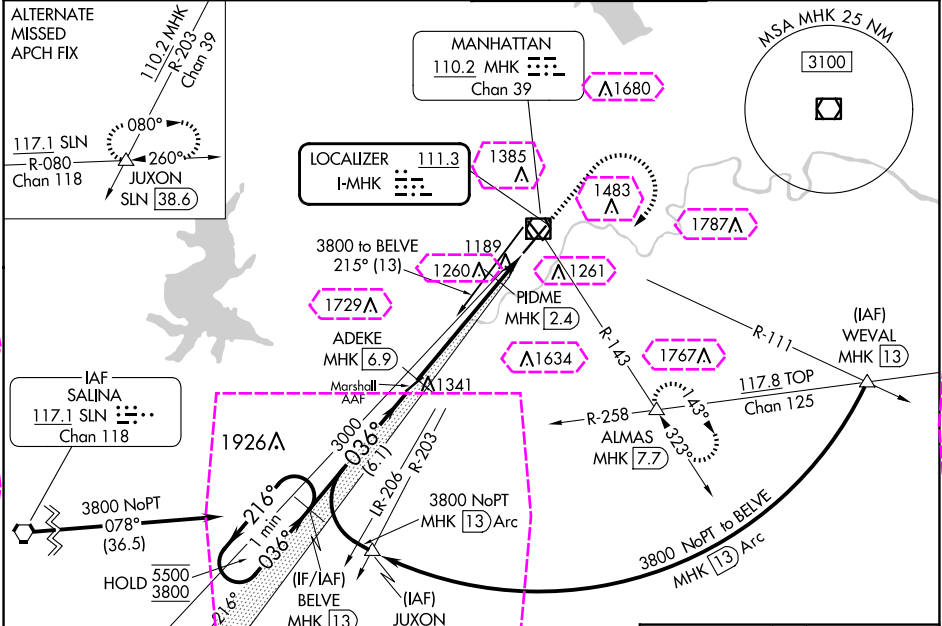 ALTERNATE
MISSED
APCH FIX
110.2 MHK
R-203
Chan 39
080°
117.1 SLN
R-080
Chan 118
260°
JUXON
SLN 38.6
MANHATTAN
110.2 MHK
Chan 39
1680
MSA MHK 25 NM
3100
LOCALIZER 111.3
I-MHK
1385
1483
1787
3800 to BELVE
215° (13)
1189
1260
1261
PIDME
MHK 2.4
1729
ADEKE
MHK 6.9
R-143
R-111
(IAF)
WEVAL
MHK 13
1634
1767
Marshall
AAF
1341
117.8 TOP
Chan 125
IAF
SALINA
117.1 SLN
Chan 118
R-258
ALMAS
MHK 7.7
143°
323°
1926
3000
036°
(6.1)
LR-206
R-203
3800 NoPT
078°
(36.5)
216°
1 min
036°
3800 NoPT
MHK 13 Arc
3800 NoPT to BELVE
MHK 13 Arc
HOLD 5500
3800
216°
(IF/IAF)
BELVE
MHK 13
(IAF)
JUXON